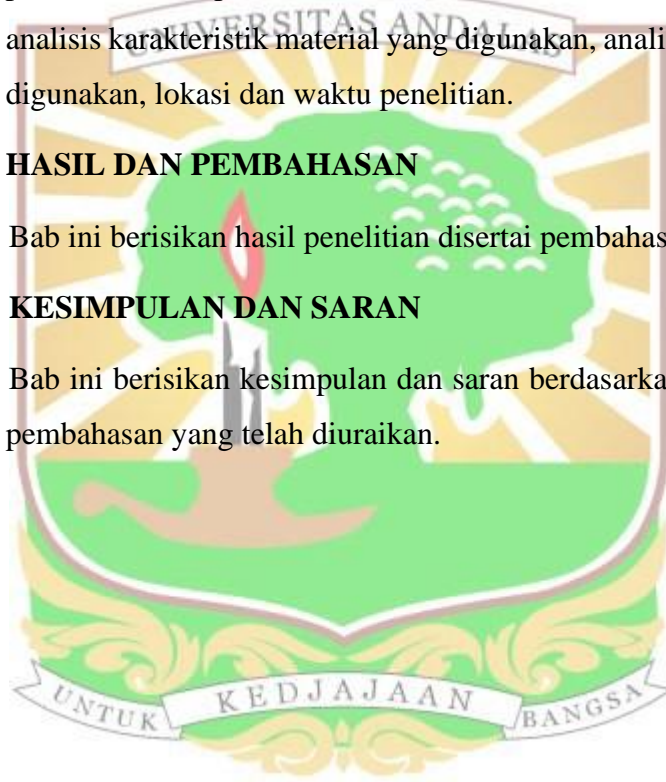 UNIVERSITAS ANDALAS
analisis karakteristik material yang digunakan, anali
digunakan, lokasi dan waktu penelitian.
HASIL DAN PEMBAHASAN
Bab ini berisikan hasil penelitian disertai pembahas
KESIMPULAN DAN SARAN
Bab ini berisikan kesimpulan dan saran berdasarka
pembahasan yang telah diuraikan.
UNTUK KEDJAJAAN BANGSA